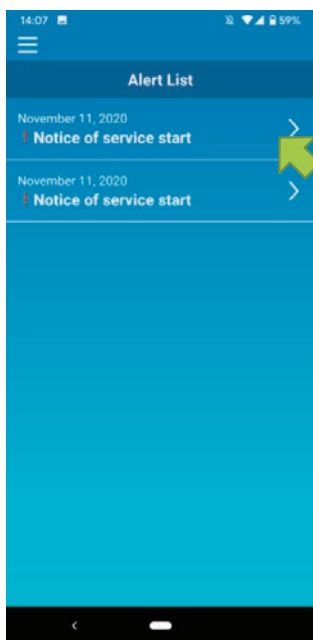 14:07 59%
Alert List
November 11, 2020
! Notice of service start
November 11, 2020
! Notice of service start